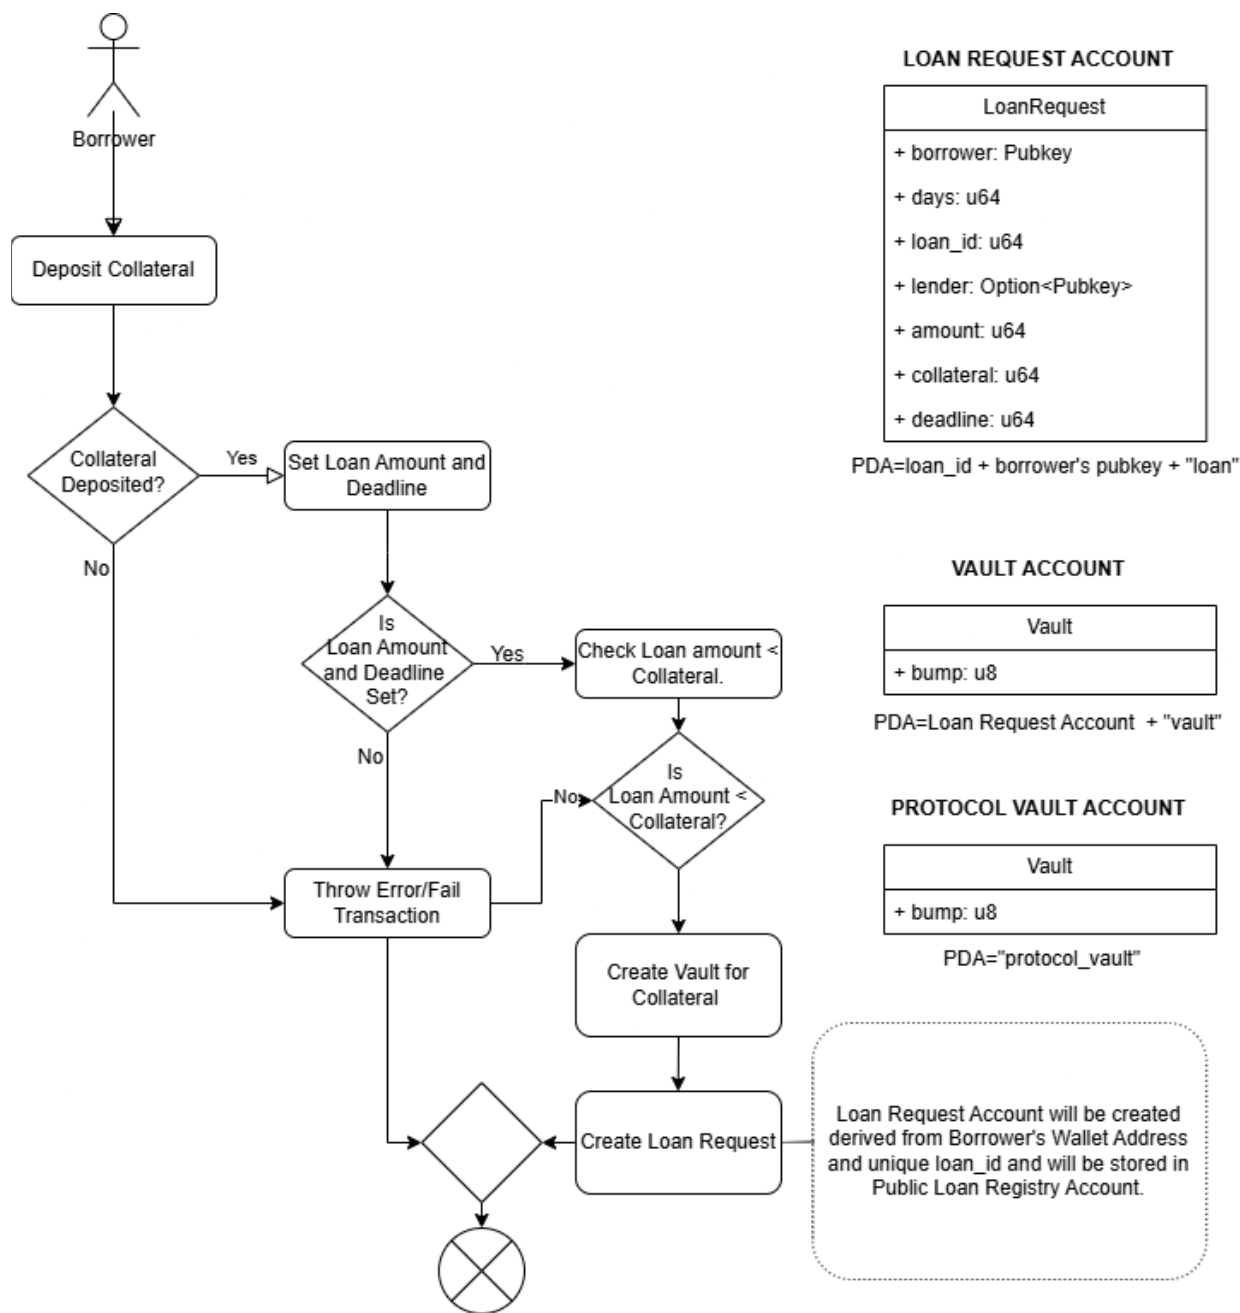 Borrower
Deposit Collateral
Collateral
Deposited?
Yes
No
Set Loan Amount and
Deadline
Is
Loan Amount
and Deadline
Set?
Yes
No
Check Loan amount <
Collateral.
Is
Loan Amount <
Collateral?
No
Throw Error/Fail
Transaction
Create Vault for
Collateral
Create Loan Request
Loan Request Account will be created
derived from Borrower's Wallet Address
and unique loan_id and will be stored in
Public Loan Registry Account.
LOAN REQUEST ACCOUNT
LoanRequest
+ borrower: Pubkey
+ days: u64
+ loan_id: u64
+ lender: Option<Pubkey>
+ amount: u64
+ collateral: u64
+ deadline: u64
PDA=loan_id + borrower's pubkey + "loan"
VAULT ACCOUNT
Vault
+ bump: u8
PDA=Loan Request Account + "vault"
PROTOCOL VAULT ACCOUNT
Vault
+ bump: u8
PDA="protocol_vault"